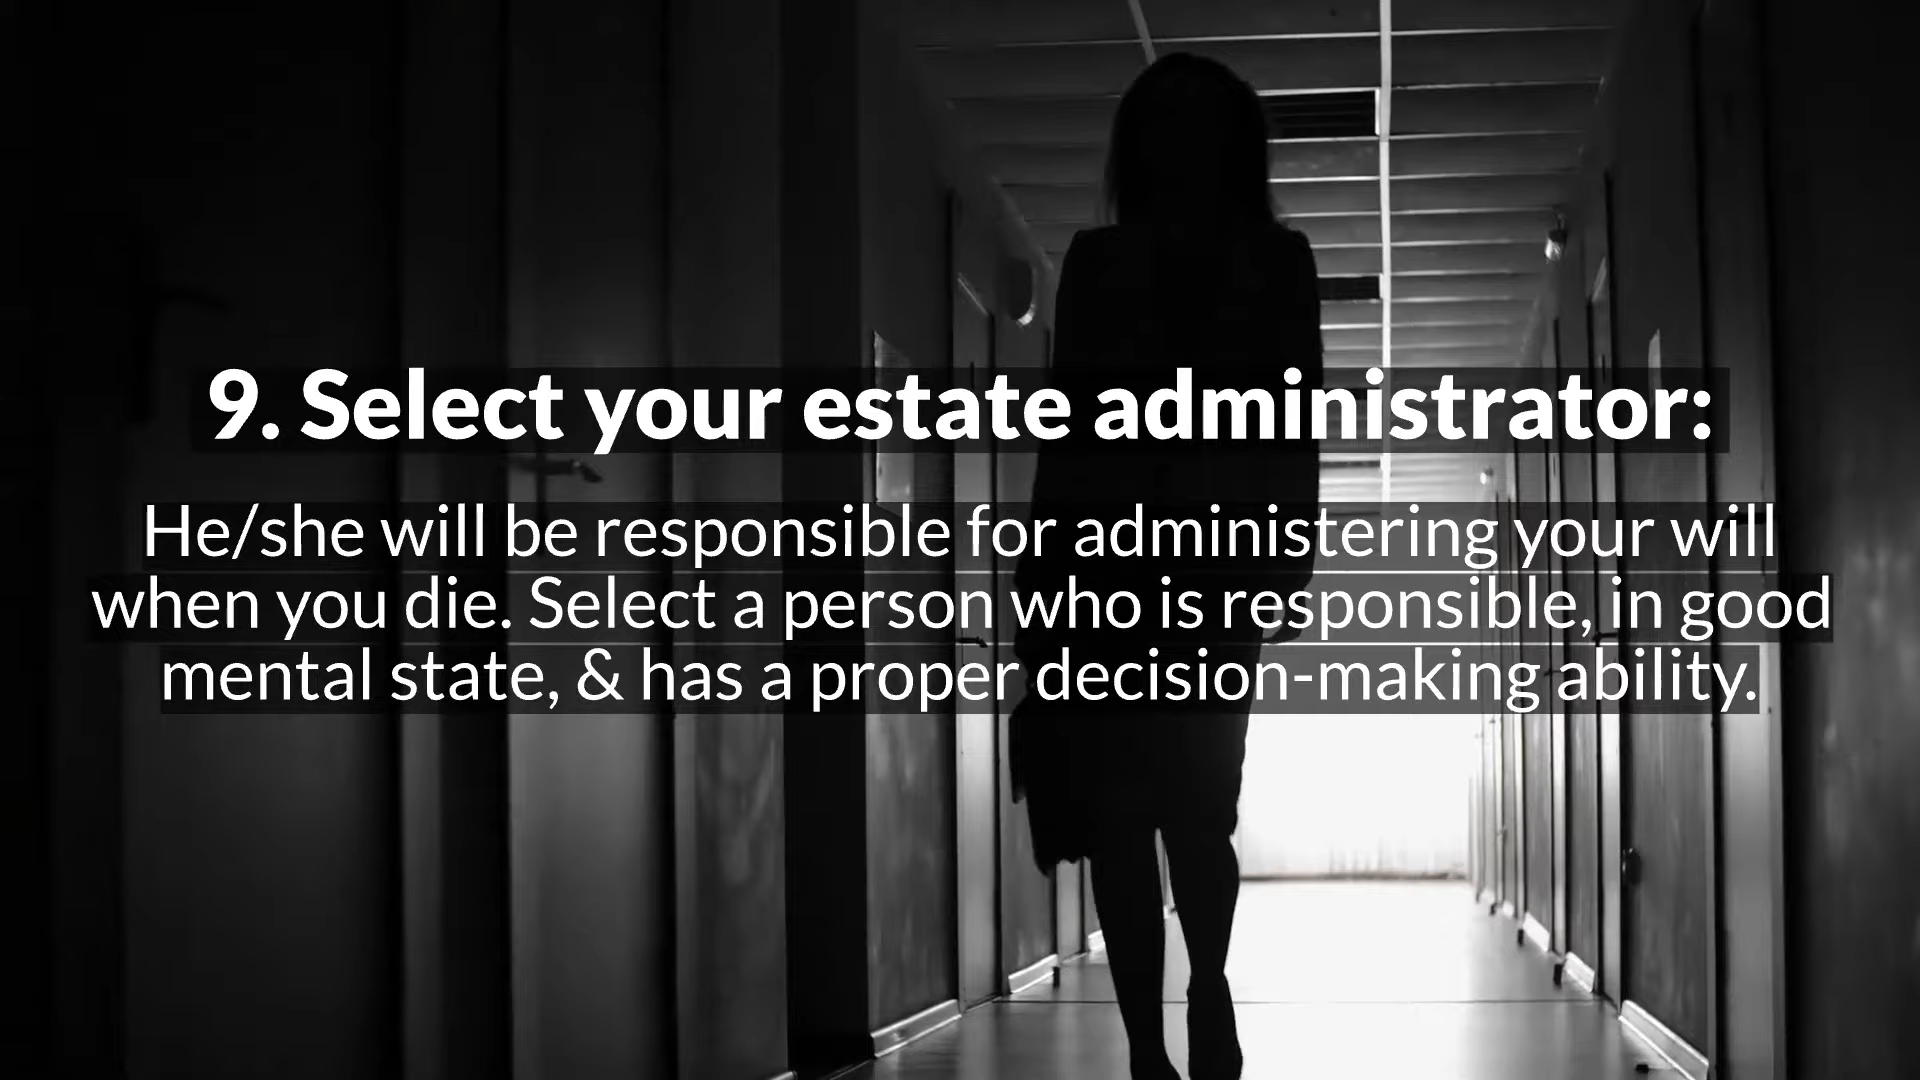 9. Select your estate administrator:
He/she will be responsible for administering your will
when you die. Select a person who is responsible, in good
mental state, & has a proper decision-making ability.